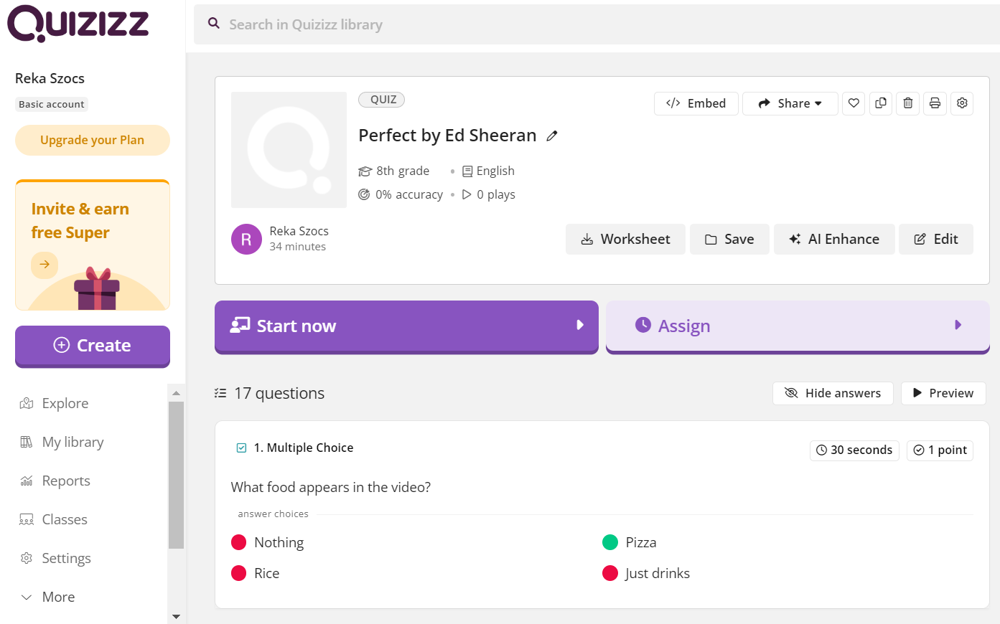 QUIZIZZ
Search in Quizizz library
Reka Szocs
Basic account
Upgrade your Plan
Invite & earn
free Super
Create
Explore
My library
Reports
Classes
Settings
More
QUIZ
</> Embed
Share
Perfect by Ed Sheeran
8th grade • English
0% accuracy • 0 plays
R
Reka Szocs
34 minutes
Worksheet
Save
AI Enhance
Edit
Start now
Assign
17 questions
Hide answers
Preview
1. Multiple Choice
30 seconds
1 point
What food appears in the video?
answer choices
Nothing
Pizza
Rice
Just drinks